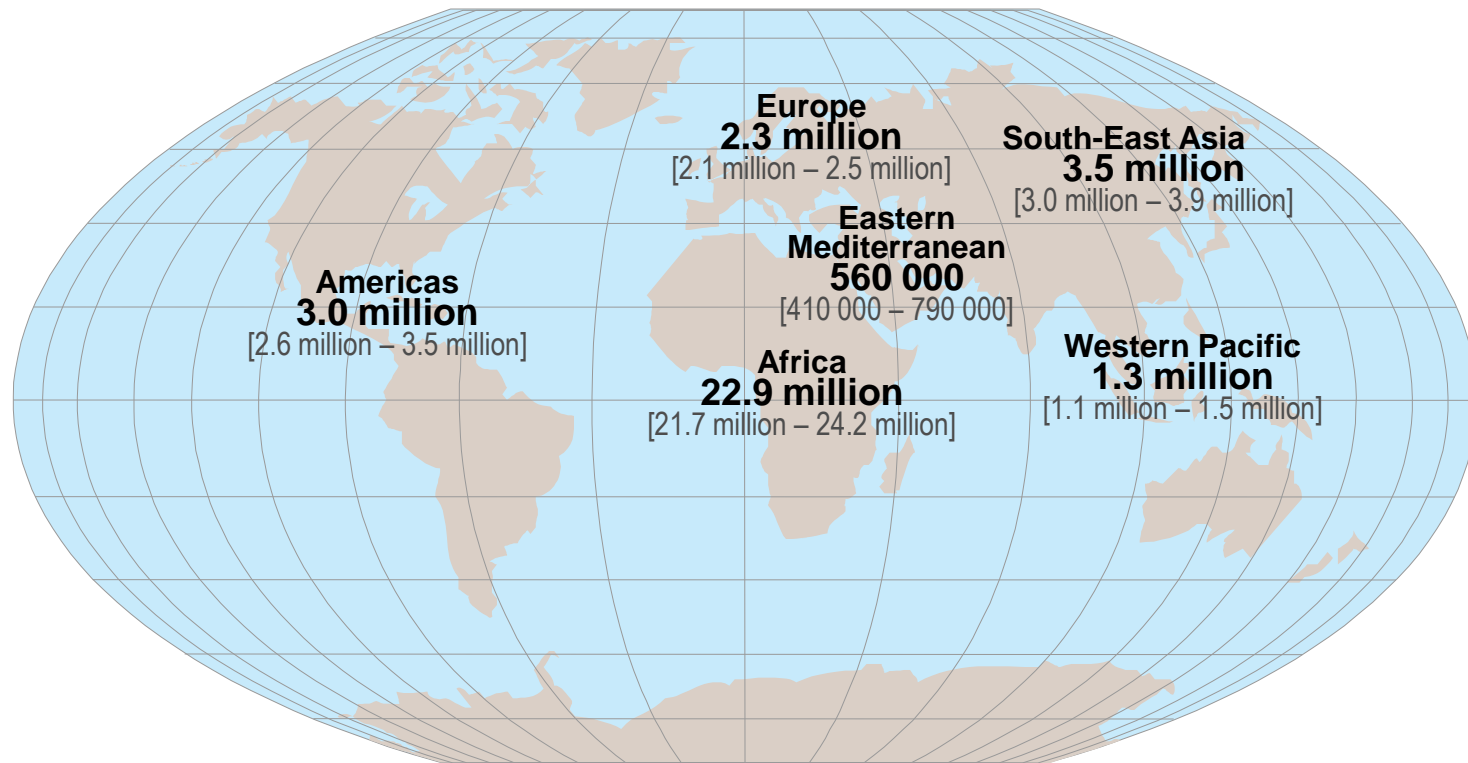 Europe
2.3 million
[2.1 million – 2.5 million]
South-East Asia
3.5 million
[3.0 million – 3.9 million]
Eastern
Mediterranean
560 000
[410 000 – 790 000]
Americas
3.0 million
[2.6 million – 3.5 million]
Western Pacific
1.3 million
[1.1 million – 1.5 million]
Africa
22.9 million
[21.7 million – 24.2 million]